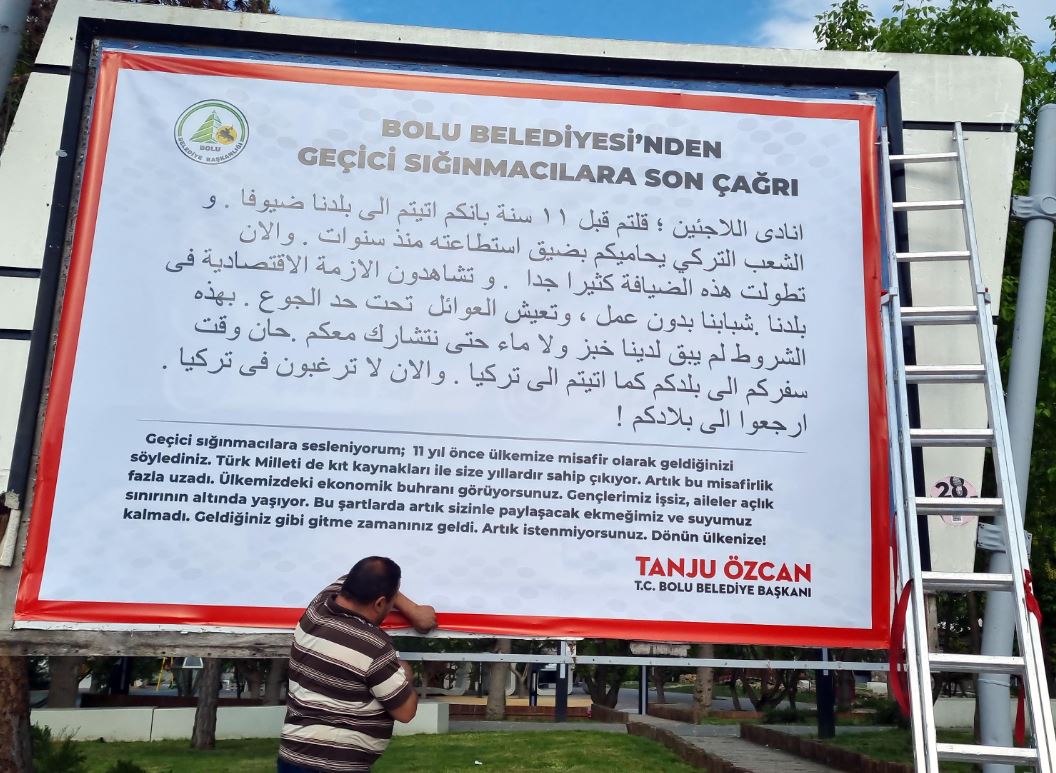 BOLU
BELEDİYE BAŞKANLIĞI
BOLU BELEDİYESİ’NDEN
GEÇİCİ SIĞINMACILARA SON ÇAĞRI
انادى اللاجئين ؛ قلتم قبل ١١ سنة بانكم اتيتم الى بلدنا ضيوفا . و
الشعب التركي يحاميكم بضيق استطاعته منذ سنوات . والان
تطولت هذه الضيافة كثيرا جدا . و تشاهدون الازمة الاقتصادية فى
بلدنا .شبابنا بدون عمل ، وتعيش العوائل تحت حد الجوع . بهذه
الشروط لم يبق لدينا خبز ولا ماء حتى نتشارك معكم .حان وقت
سفركم الى بلدكم كما اتيتم الى تركيا . والان لا ترغبون فى تركيا .
ارجعوا الى بلادكم !
Geçici sığınmacılara sesleniyorum; 11 yıl önce ülkemize misafir olarak geldiğinizi
söylediniz. Türk Milleti de kıt kaynakları ile size yıllardır sahip çıkıyor. Artık bu misafirlik
fazla uzadı. Ülkemizdeki ekonomik buhranı görüyorsunuz. Gençlerimiz işsiz, aileler açlık
sınırının altında yaşıyor. Bu şartlarda artık sizinle paylaşacak ekmeğimiz ve suyumuz
kalmadı. Geldiğiniz gibi gitme zamanınız geldi. Artık istenmiyorsunuz. Dönün ülkenize!
TANJU ÖZCAN
T.C. BOLU BELEDİYE BAŞKANI
28